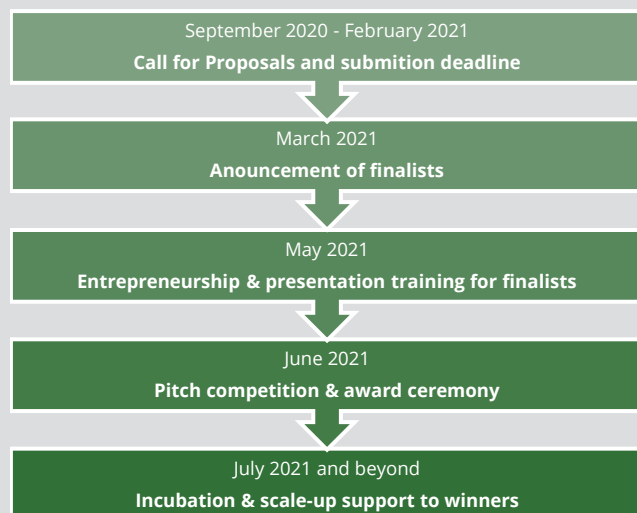 September 2020 - February 2021
Call for Proposals and submition deadline
March 2021
Anouncement of finalists
May 2021
Entrepreneurship & presentation training for finalists
June 2021
Pitch competition & award ceremony
July 2021 and beyond
Incubation & scale-up support to winners